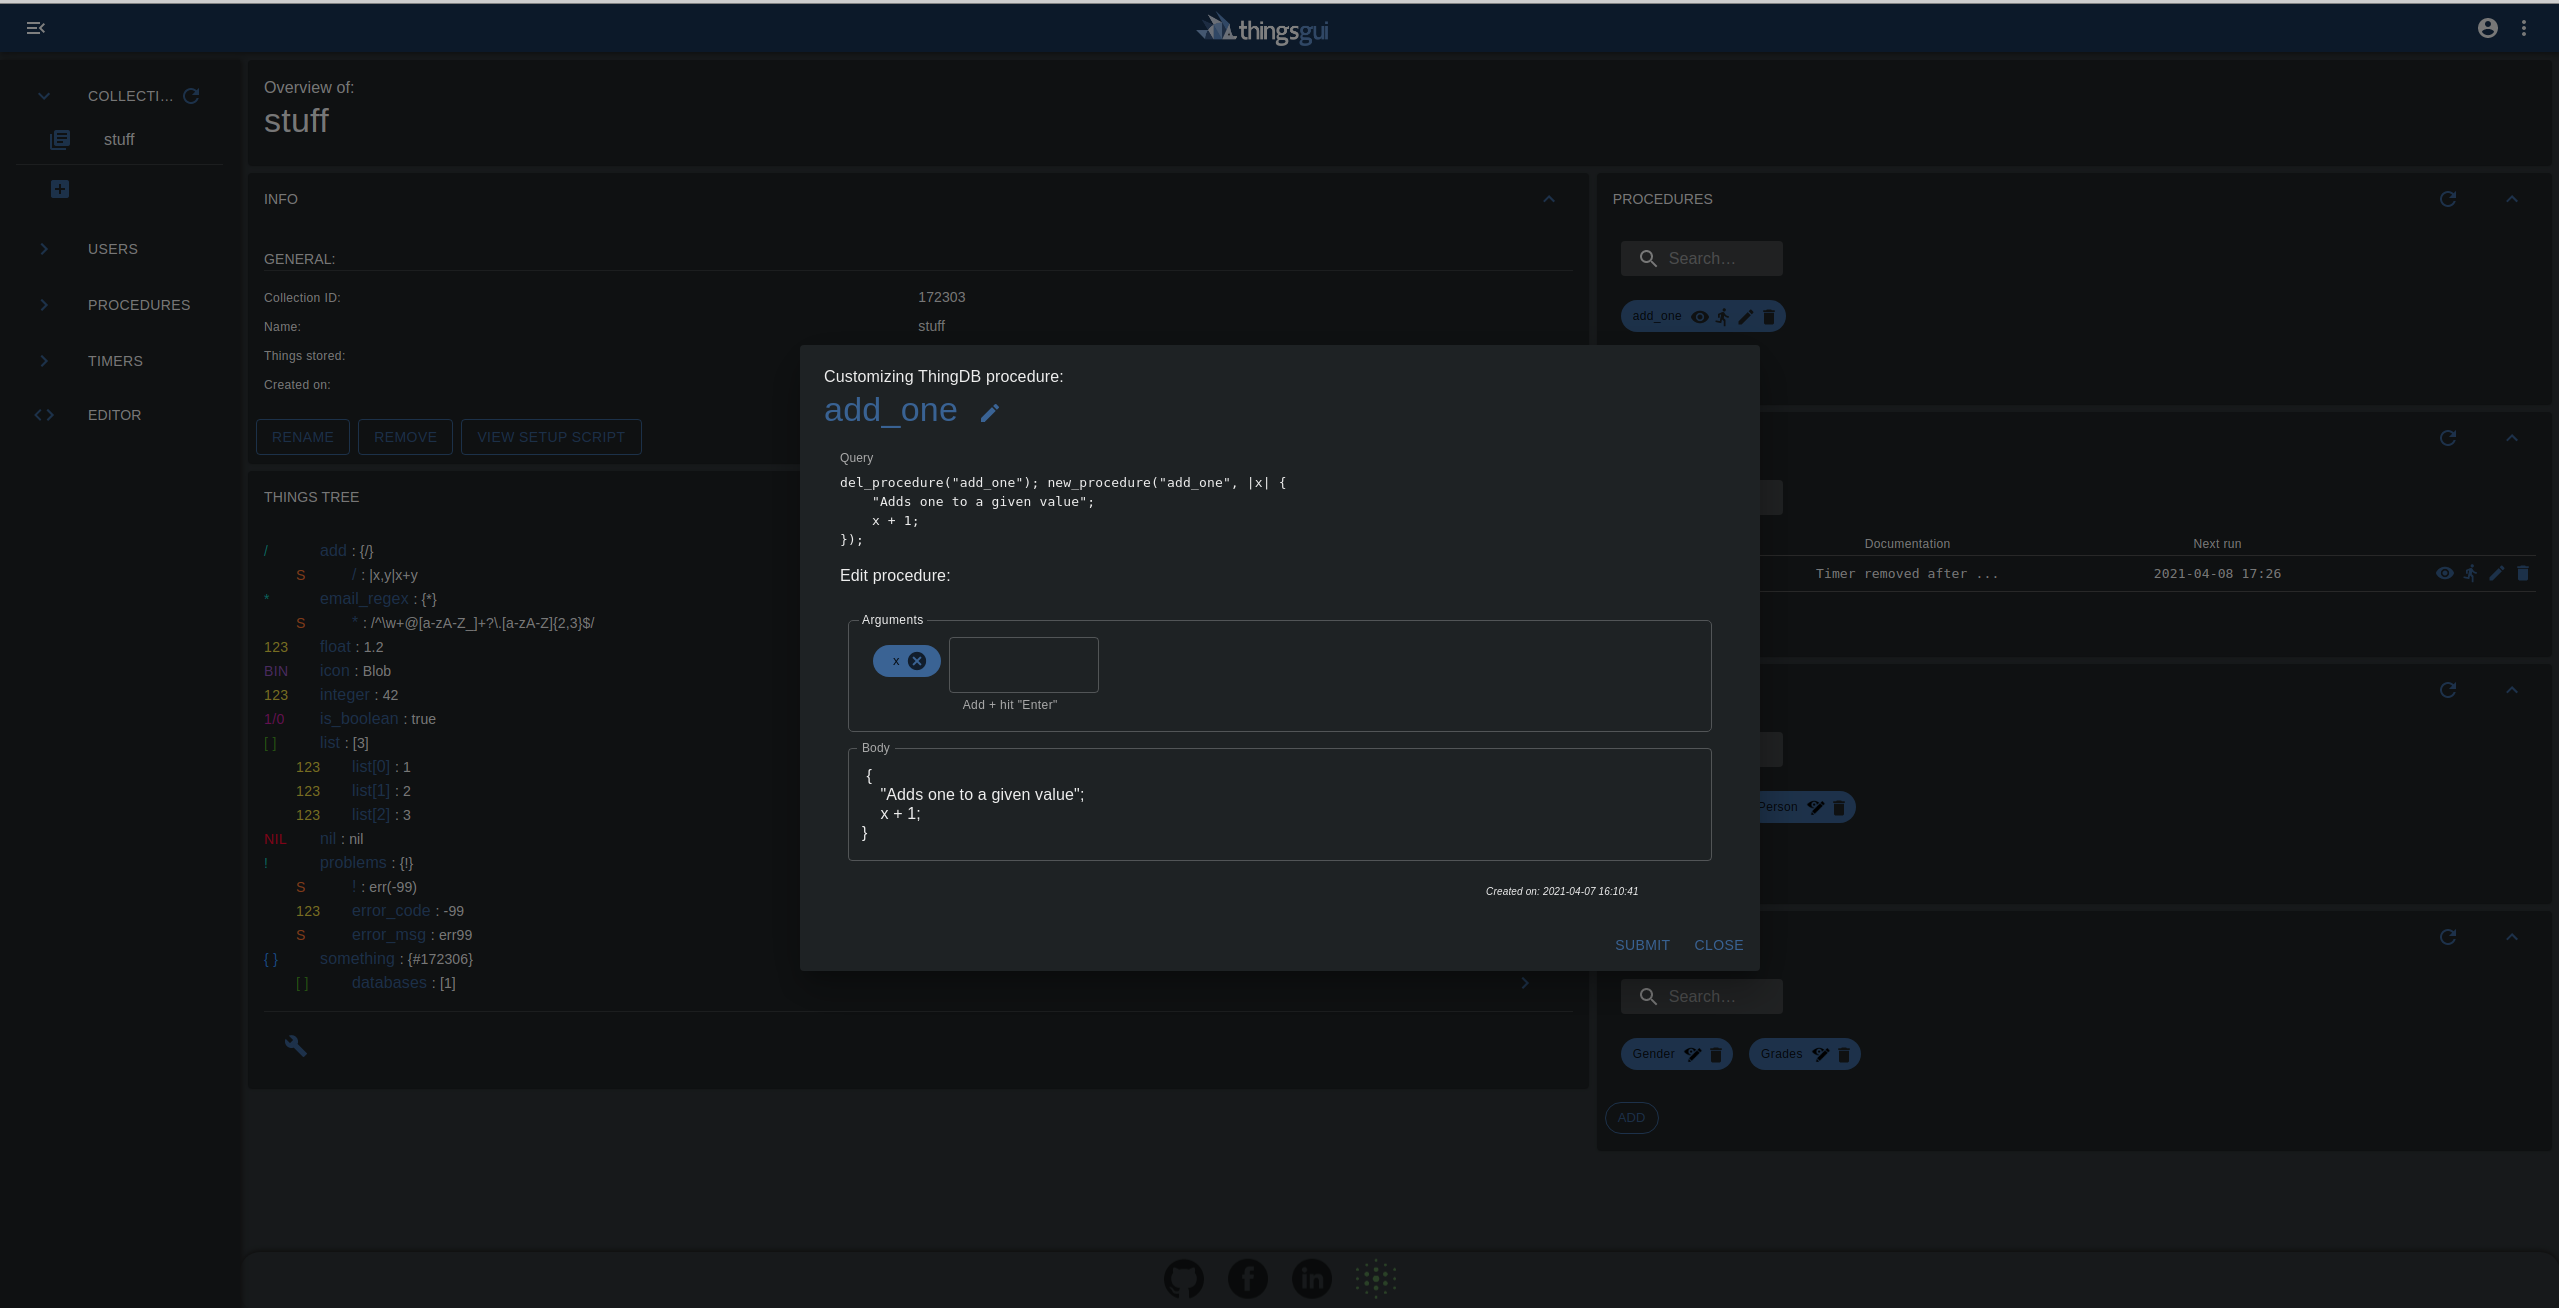 thingsgui
COLLECTI...
stuff
USERS
PROCEDURES
TIMERS
EDITOR
Overview of:
stuff
INFO
GENERAL:
Collection ID: 172303
Name: stuff
Things stored:
Created on:
RENAME REMOVE VIEW SETUP SCRIPT
THINGS TREE
/ add : {/}
S / : |x,y|x+y
* email_regex : {*}
S * : /^\w+@[a-zA-Z_]+?\.[a-zA-Z]{2,3}$/
123 float : 1.2
BIN icon : Blob
123 integer : 42
1/0 is_boolean : true
[ ] list : [3]
123 list[0] : 1
123 list[1] : 2
123 list[2] : 3
NIL nil : nil
! problems : {!}
S ! : err(-99)
123 error_code : -99
S error_msg : err99
{ } something : {#172306}
[ ] databases : [1]
Customizing ThingDB procedure:
add_one
Query
del_procedure("add_one"); new_procedure("add_one", |x| {
"Adds one to a given value";
x + 1;
});
Edit procedure:
Arguments
x
Add + hit "Enter"
Body
{
"Adds one to a given value";
x + 1;
}
Created on: 2021-04-07 16:10:41
SUBMIT CLOSE
PROCEDURES
Search...
add_one
Documentation Next run
Timer removed after ... 2021-04-08 17:26
Person
Search...
Gender Grades
ADD
f
in